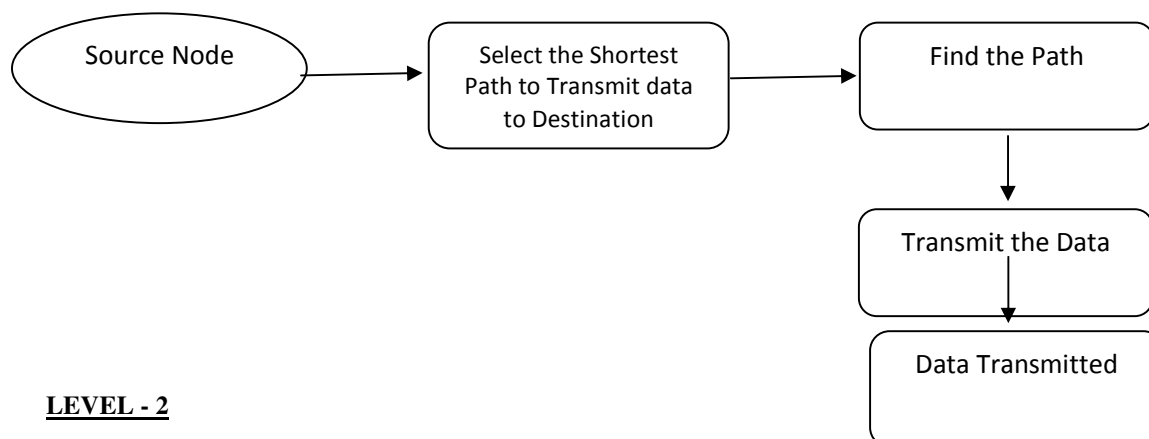 Source Node
Select the Shortest
Path to Transmit data
to Destination
Find the Path
Transmit the Data
Data Transmitted
LEVEL - 2